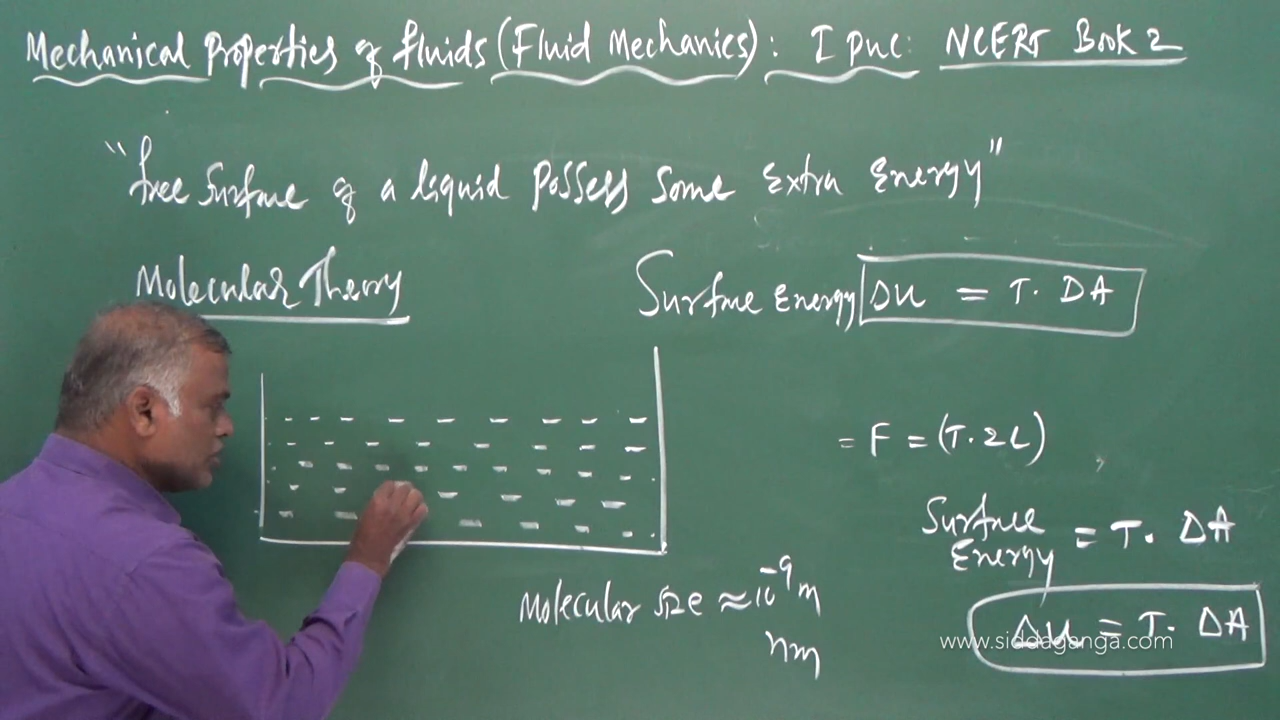 Mechanical Properties of fluids (Fluid Mechanics) : I PUC: NCERT Book 2
"free surface of a liquid possess some extra energy"
Molecular Theory
Surface Energy ΔU = T. ΔA
= F = (T. 2L)
Surface Energy = T. ΔA
Molecular size ≈ 10⁻⁹ m
nm
ΔU = T. ΔA
www.siddaganga.com